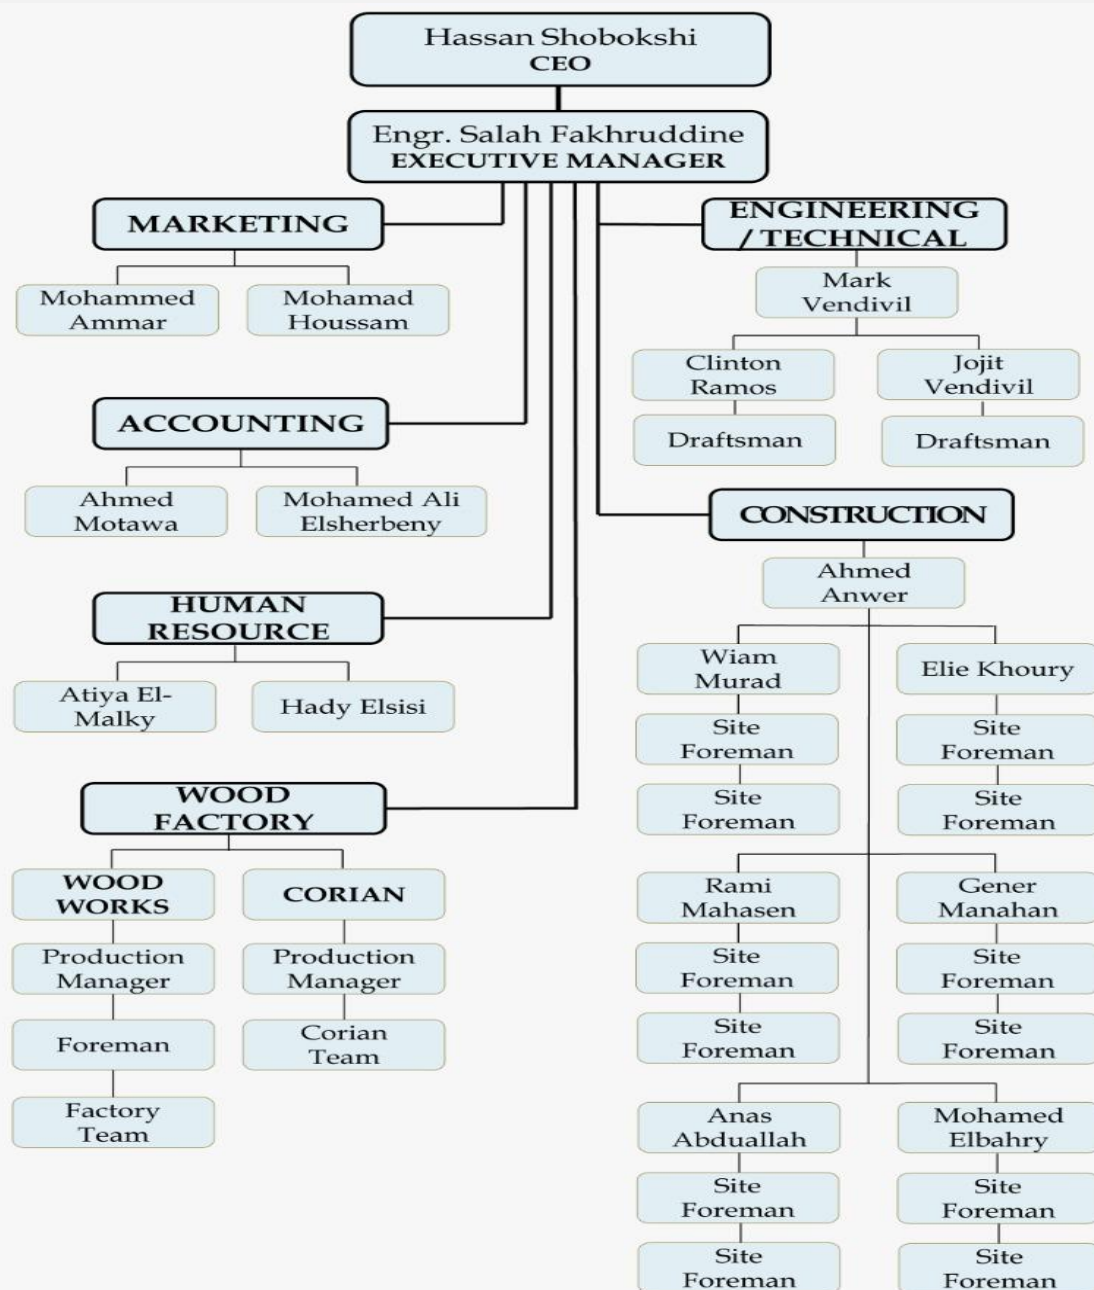 Hassan Shobokshi
CEO
Engr. Salah Fakhruddine
EXECUTIVE MANAGER
MARKETING
Mohammed
Ammar
Mohamad
Houssam
ACCOUNTING
Ahmed
Motawa
Mohamed Ali
Elsherbeny
HUMAN
RESOURCE
Atiya El-
Malky
Hady Elsisi
WOOD
FACTORY
WOOD
WORKS
Production
Manager
Foreman
Factory
Team
CORIAN
Production
Manager
Corian
Team
ENGINEERING
/ TECHNICAL
Mark
Vendivil
Clinton
Ramos
Draftsman
Jojit
Vendivil
Draftsman
CONSTRUCTION
Ahmed
Anwer
Wiam
Murad
Site
Foreman
Site
Foreman
Elie Khoury
Site
Foreman
Site
Foreman
Rami
Mahasen
Site
Foreman
Site
Foreman
Gener
Manahan
Site
Foreman
Site
Foreman
Anas
Abduallah
Site
Foreman
Site
Foreman
Mohamed
Elbahry
Site
Foreman
Site
Foreman